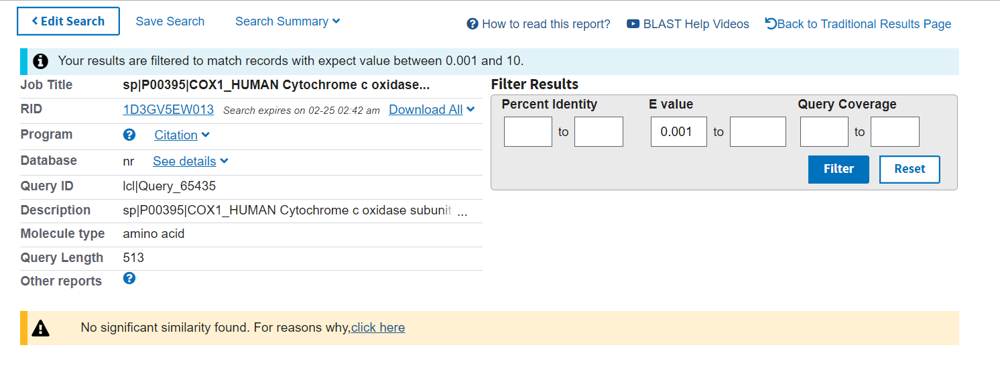 Edit Search Save Search Search Summary How to read this report? BLAST Help Videos Back to Traditional Results Page
Your results are filtered to match records with expect value between 0.001 and 10.
Job Title sp|P00395|COX1_HUMAN Cytochrome c oxidase...
RID 1D3GV5EW013 Search expires on 02-25 02:42 am Download All
Program Citation
Database nr See details
Query ID lcl|Query_65435
Description sp|P00395|COX1_HUMAN Cytochrome c oxidase subunit ...
Molecule type amino acid
Query Length 513
Other reports
Filter Results
Percent Identity E value Query Coverage
to 0.001 to to
Filter Reset
No significant similarity found. For reasons why,click here